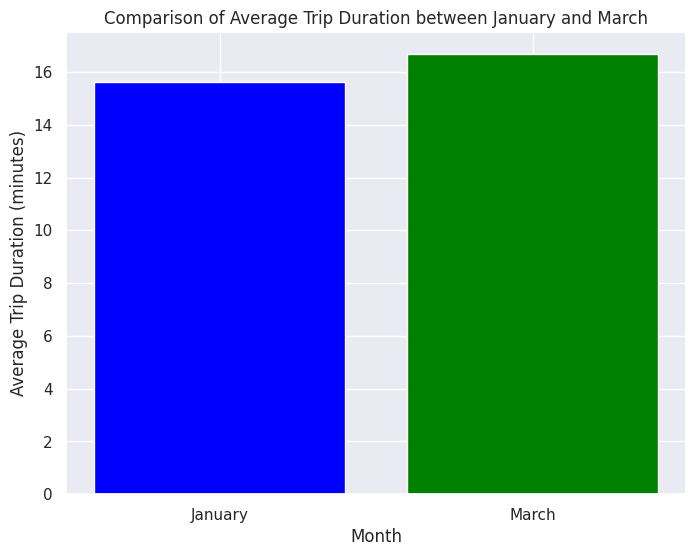 Comparison of Average Trip Duration between January and March
Average Trip Duration (minutes)
16
14
12
10
8
6
4
2
0
January March
Month